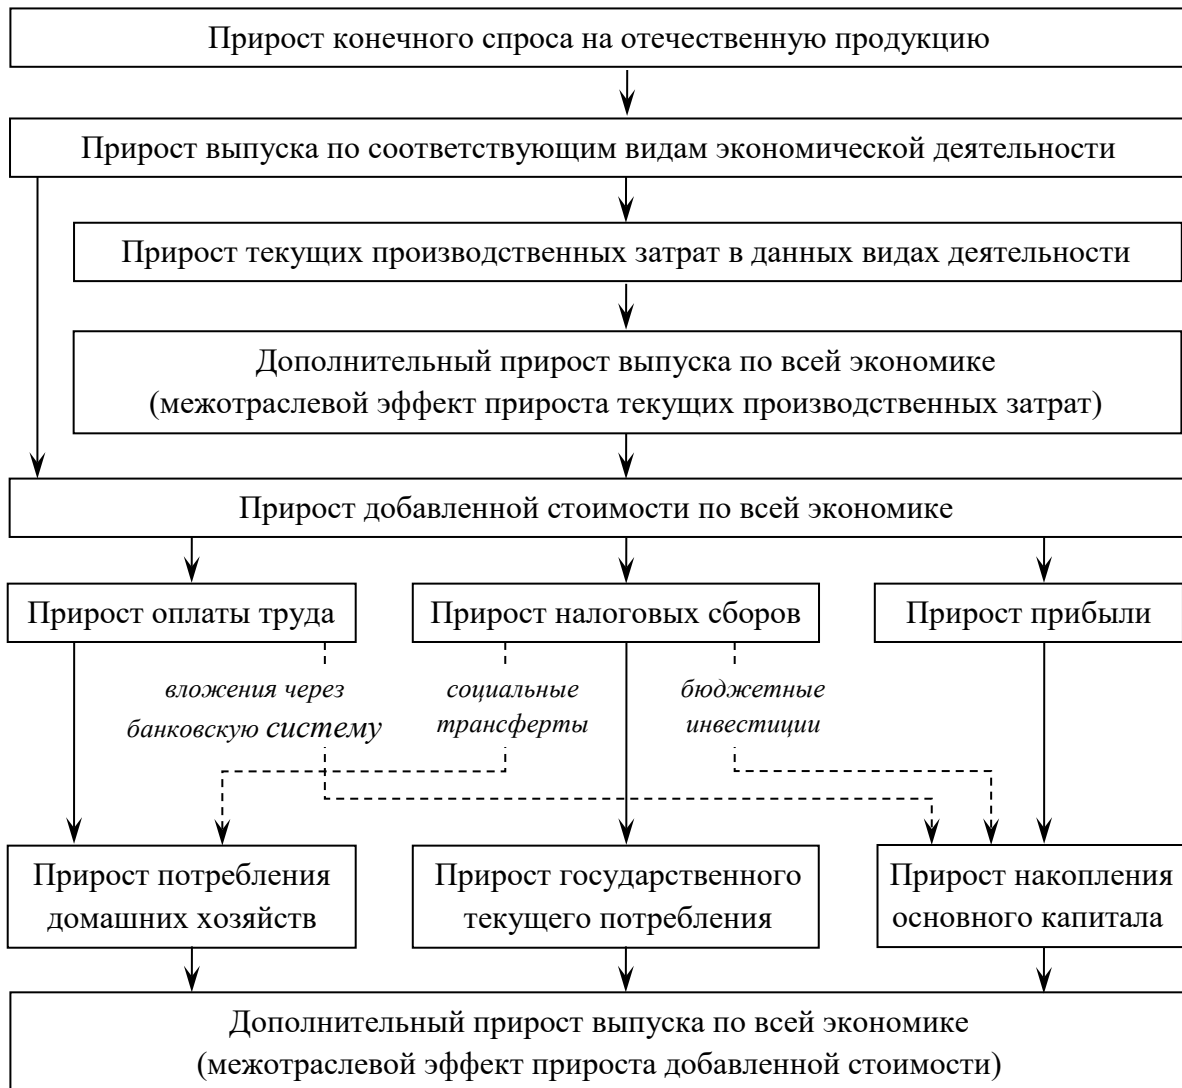 Прирост конечного спроса на отечественную продукцию
Прирост выпуска по соответствующим видам экономической деятельности
Прирост текущих производственных затрат в данных видах деятельности
Дополнительный прирост выпуска по всей экономике
(межотраслевой эффект прироста текущих производственных затрат)
Прирост добавленной стоимости по всей экономике
Прирост оплаты труда
Прирост налоговых сборов
Прирост прибыли
вложения через
банковскую систему
социальные
трансферты
бюджетные
инвестиции
Прирост потребления
домашних хозяйств
Прирост государственного
текущего потребления
Прирост накопления
основного капитала
Дополнительный прирост выпуска по всей экономике
(межотраслевой эффект прироста добавленной стоимости)